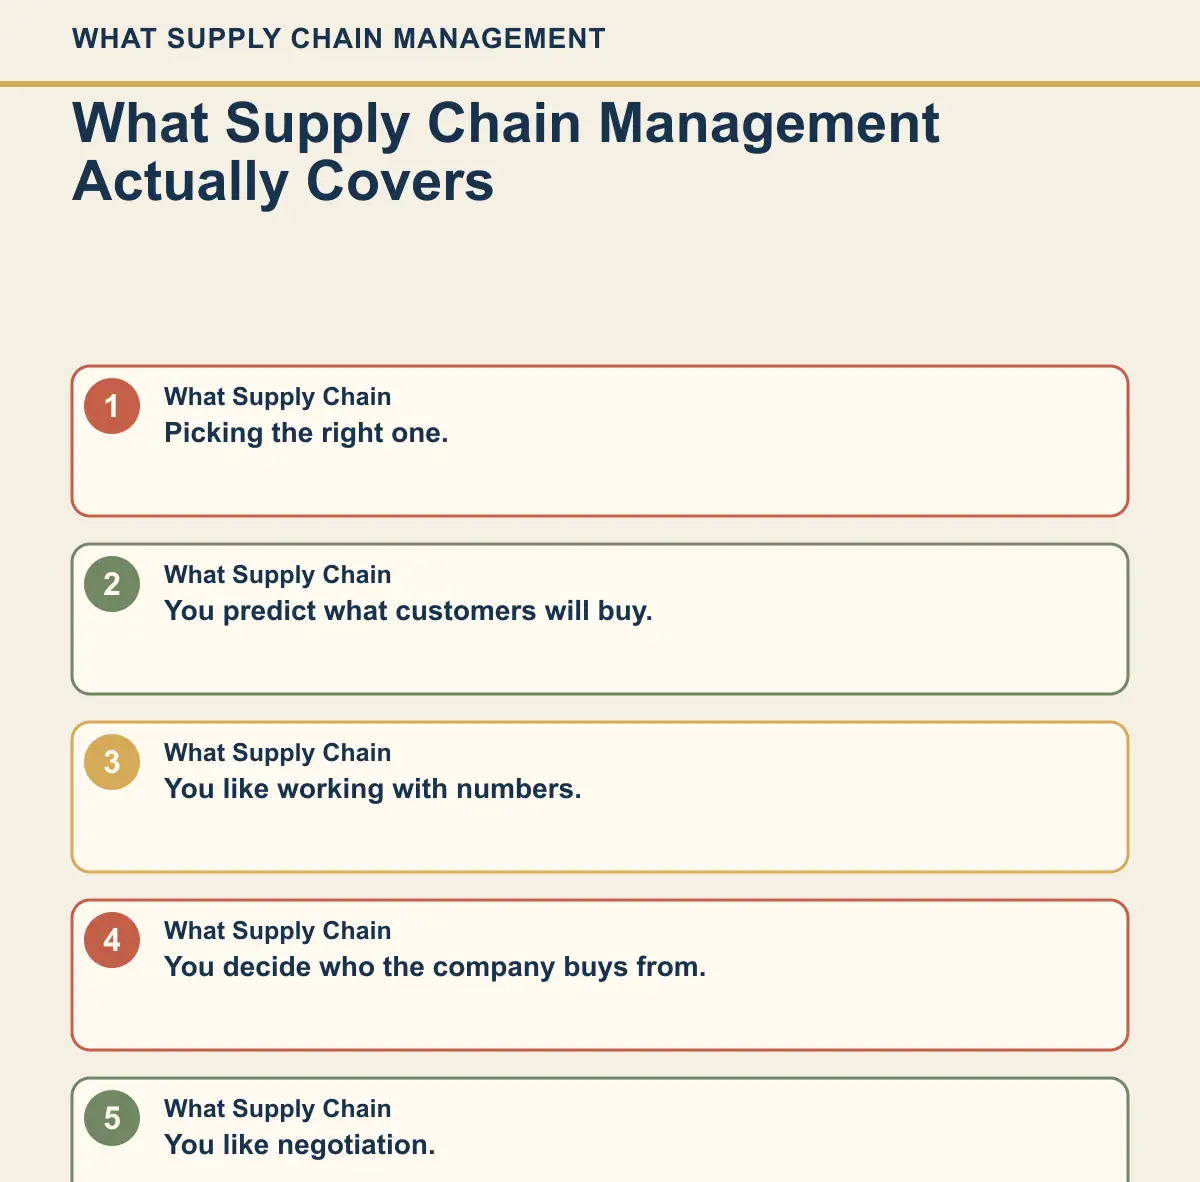 WHAT SUPPLY CHAIN MANAGEMENT
What Supply Chain Management
Actually Covers
1
What Supply Chain
Picking the right one.
2
What Supply Chain
You predict what customers will buy.
3
What Supply Chain
You like working with numbers.
4
What Supply Chain
You decide who the company buys from.
5
What Supply Chain
You like negotiation.